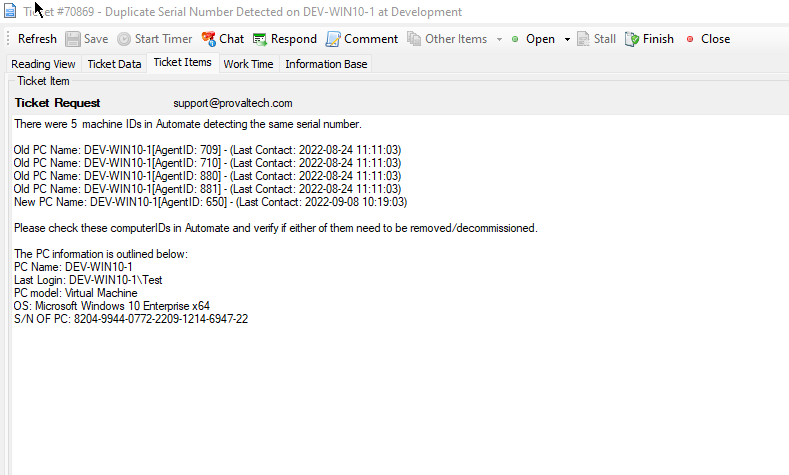 Ticket #70869 - Duplicate Serial Number Detected on DEV-WIN10-1 at Development
Refresh Save Start Timer Chat Respond Comment Other Items Open Stall Finish Close
Reading View Ticket Data Ticket Items Work Time Information Base
Ticket Item
Ticket Request support@provaltech.com
There were 5 machine IDs in Automate detecting the same serial number.
Old PC Name: DEV-WIN10-1[AgentID: 709] - (Last Contact: 2022-08-24 11:11:03)
Old PC Name: DEV-WIN10-1[AgentID: 710] - (Last Contact: 2022-08-24 11:11:03)
Old PC Name: DEV-WIN10-1[AgentID: 880] - (Last Contact: 2022-08-24 11:11:03)
Old PC Name: DEV-WIN10-1[AgentID: 881] - (Last Contact: 2022-08-24 11:11:03)
New PC Name: DEV-WIN10-1[AgentID: 650] - (Last Contact: 2022-09-08 10:19:03)
Please check these computerIDs in Automate and verify if either of them need to be removed/decommissioned.
The PC information is outlined below:
PC Name: DEV-WIN10-1
Last Login: DEV-WIN10-1\Test
PC model: Virtual Machine
OS: Microsoft Windows 10 Enterprise x64
S/N OF PC: 8204-9944-0772-2209-1214-6947-22